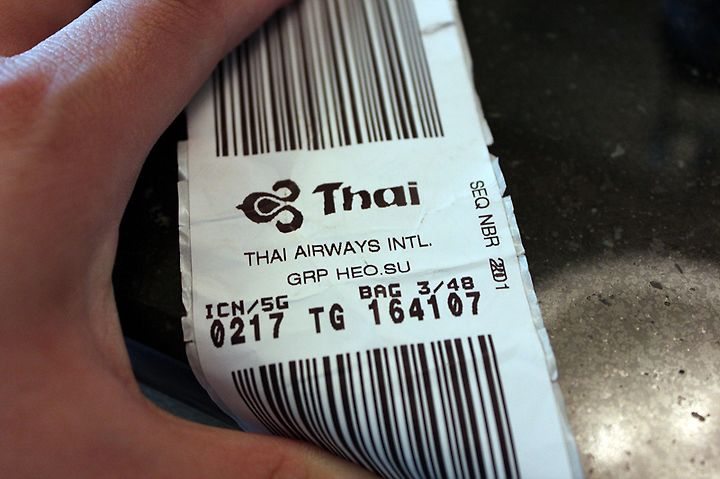 Thai
THAI AIRWAYS INTL.
GRP HEO.SU
ICN/5G BAG 3/48
0217 TG 164107
SEQ NBR